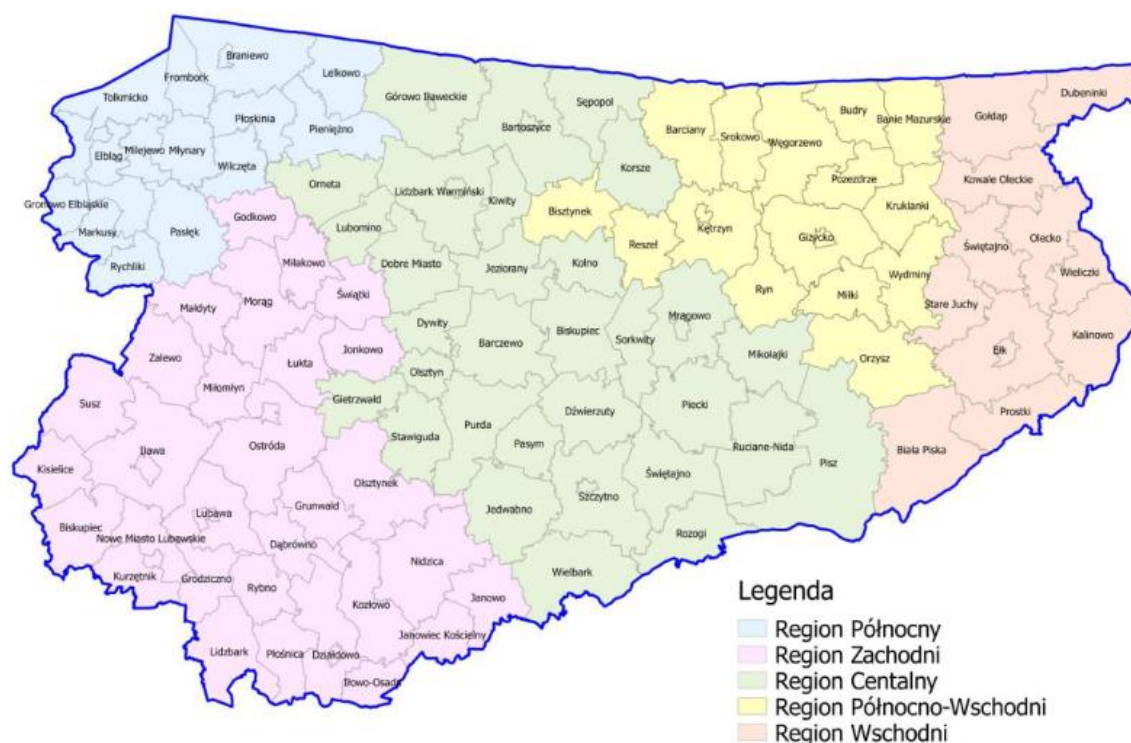 Braniewo
Frombork
Lelkowo
Tolkmicko
Płoskinia
Pieniężno
Elbląg
Milejewo
Młynary
Wilczęta
Gronowo Elbląskie
Markusy
Pasłęk
Rychliki
Godkowo
Górowo Iławeckie
Bartoszyce
Sępopol
Korsze
Orneta
Lidzbark Warmiński
Kiwity
Lubomino
Bisztynek
Reszel
Barciany
Srokowo
Węgorzewo
Budry
Banie Mazurskie
Pozezdrze
Kruklanki
Kętrzyn
Giżycko
Wydminy
Ryn
Miłki
Orzysz
Gołdap
Dubeninki
Kowale Oleckie
Świętajno
Olecko
Wieliczki
Stare Juchy
Ełk
Kalinowo
Prostki
Biała Piska
Miłakowo
Świątki
Małdyty
Morąg
Zalewo
Łukta
Jonkowo
Miłomłyn
Susz
Iława
Ostróda
Kisielice
Olsztynek
Biskupiec
Lubawa
Grunwald
Nowe Miasto Lubawskie
Dąbrówno
Kurzętnik
Grodziczno
Rybno
Nidzica
Kozłowo
Janowo
Janowiec Kościelny
Lidzbark
Płośnica
Działdowo
Iłowo-Osada
Dobre Miasto
Jeziorany
Kolno
Dywity
Barczewo
Biskupiec
Sorkwity
Mrągowo
Mikołajki
Olsztyn
Gietrzwałd
Stawiguda
Purda
Pasym
Dźwierzuty
Piecki
Ruciane-Nida
Pisz
Świętajno
Szczytno
Jedwabno
Rozogi
Wielbark
Legenda
Region Północny
Region Zachodni
Region Centalny
Region Północno-Wschodni
Region Wschodni